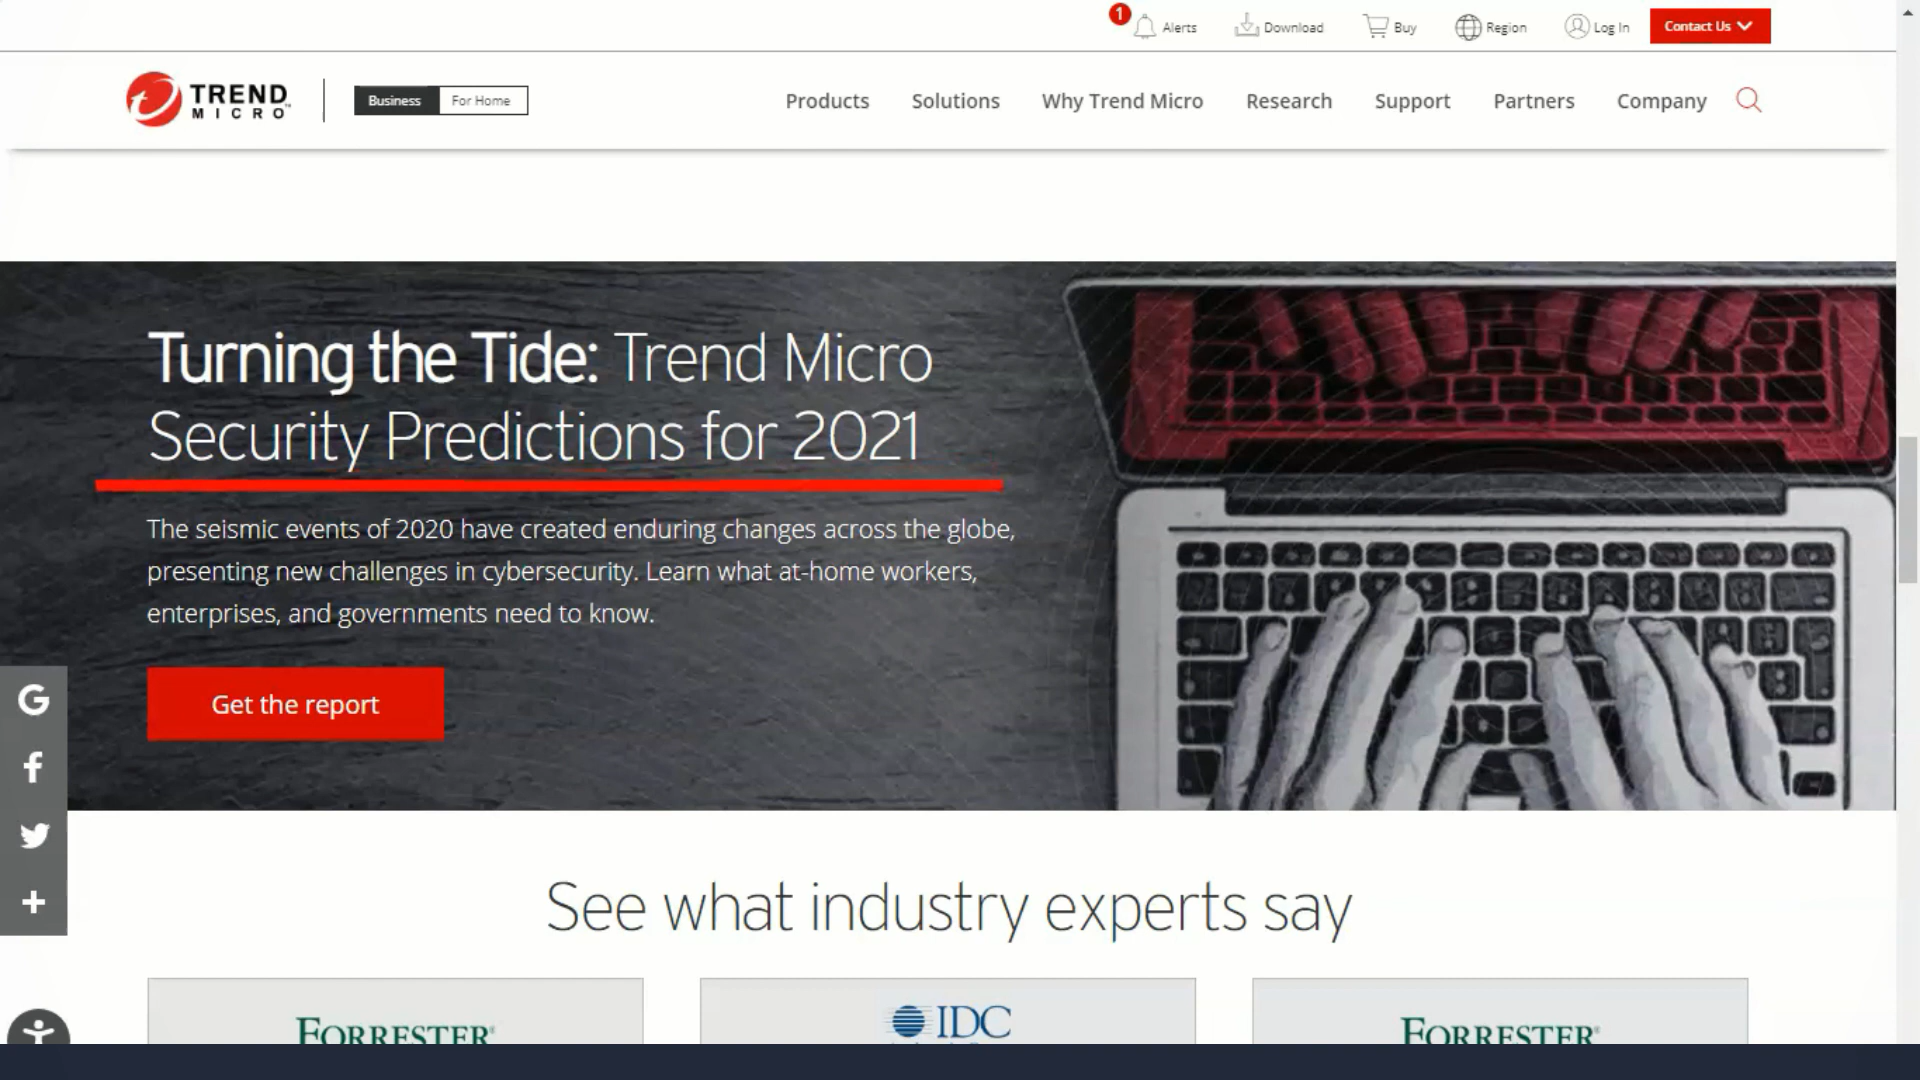 1
Alerts
Download
Buy
Region
Log In
Contact Us
TREND
MICRO™
Business
For Home
Products
Solutions
Why Trend Micro
Research
Support
Partners
Company
Turning the Tide: Trend Micro
Security Predictions for 2021
The seismic events of 2020 have created enduring changes across the globe,
presenting new challenges in cybersecurity. Learn what at-home workers,
enterprises, and governments need to know.
Get the report
See what industry experts say
FORRESTER®
IDC
FORRESTER®